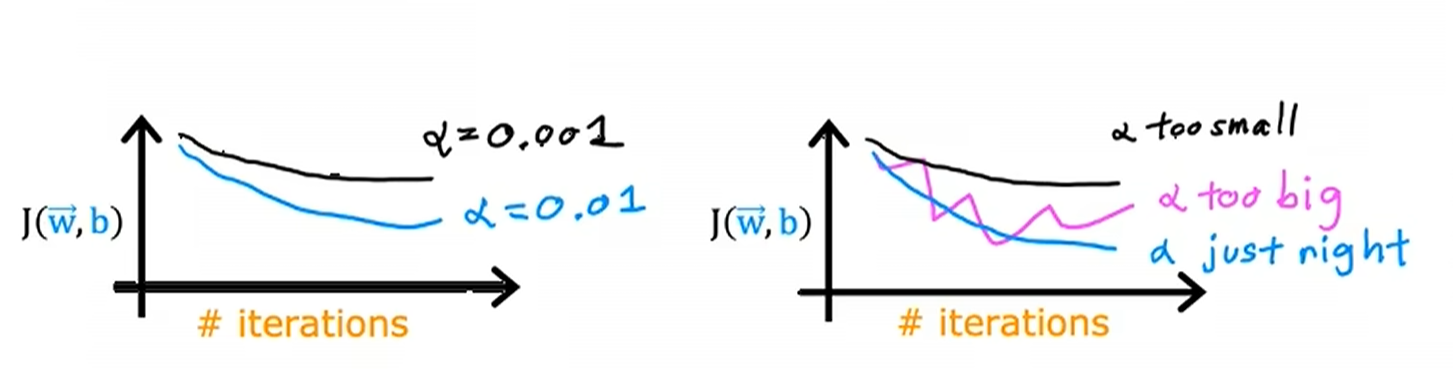 α = 0.001
J(w⃗, b)
α = 0.01
# iterations
α too small
J(w⃗, b)
α too big
α just right
# iterations